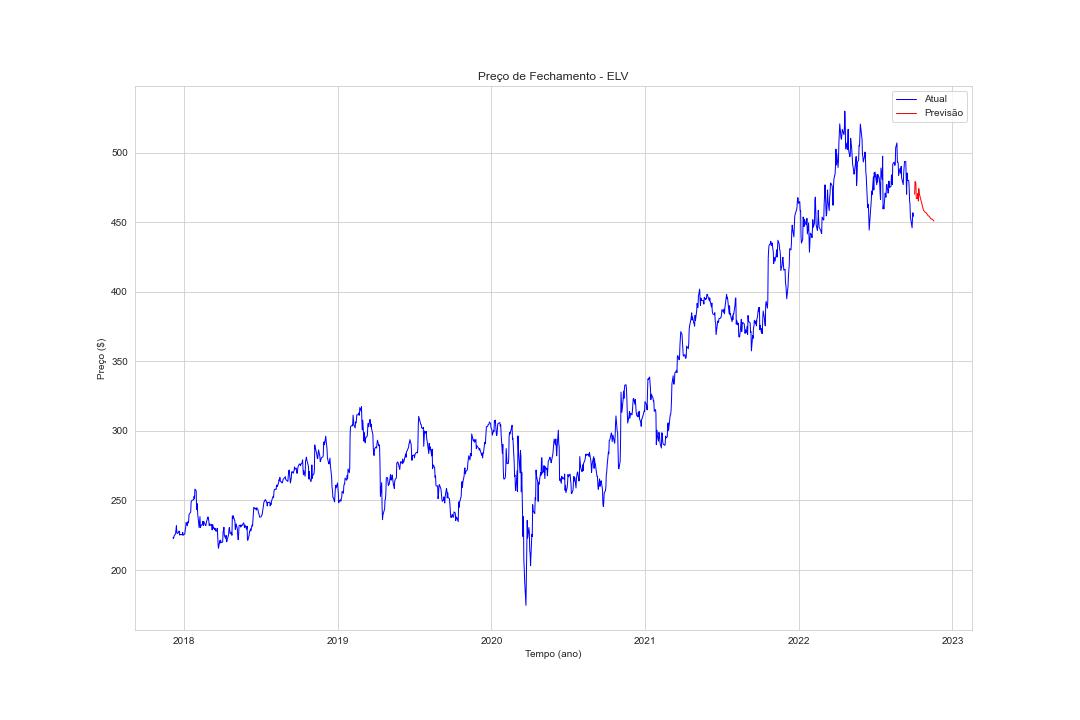 Preço de Fechamento - ELV
Atual
Previsão
500
450
400
350
300
250
200
Preço ($)
2018 2019 2020 2021 2022 2023
Tempo (ano)